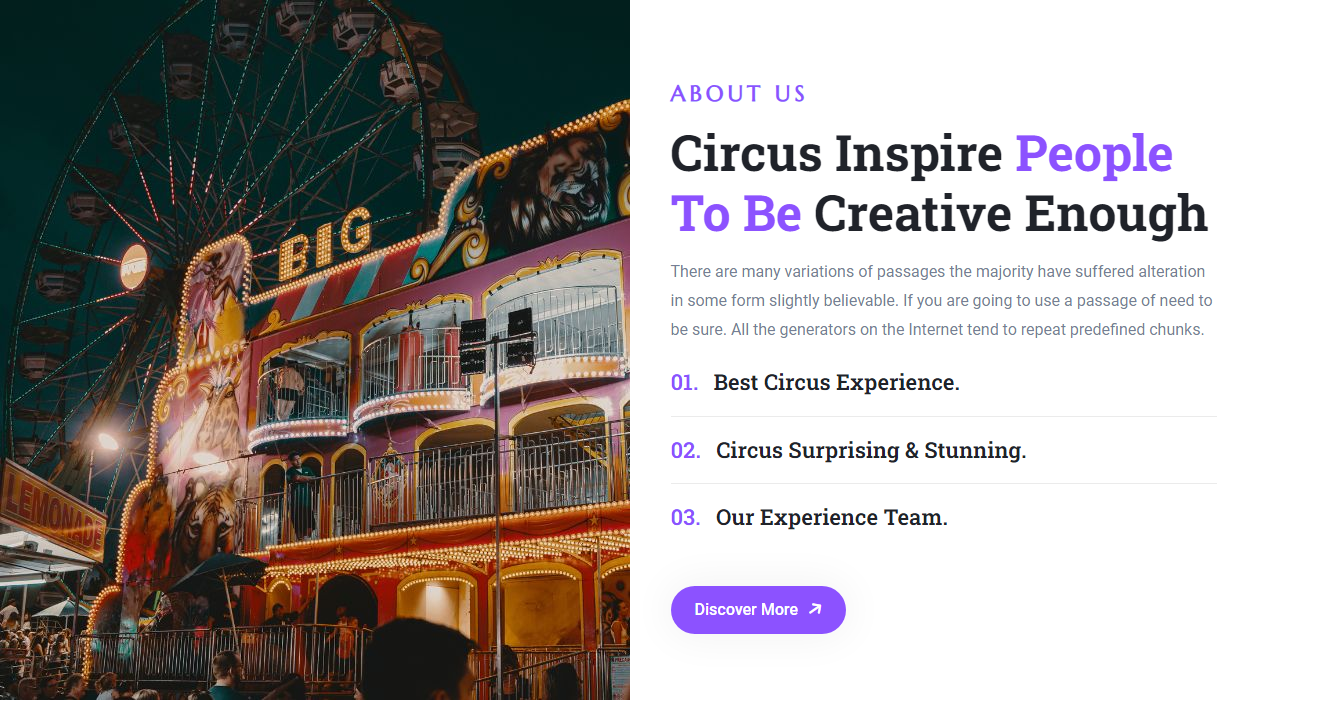 BIG
LEMONADE
ABOUT US
Circus Inspire People
To Be Creative Enough
There are many variations of passages the majority have suffered alteration
in some form slightly believable. If you are going to use a passage of need to
be sure. All the generators on the Internet tend to repeat predefined chunks.
01. Best Circus Experience.
02. Circus Surprising & Stunning.
03. Our Experience Team.
Discover More